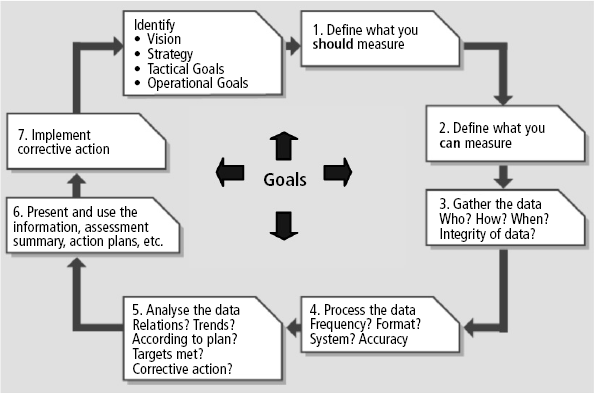 Identify
• Vision
• Strategy
• Tactical Goals
• Operational Goals
1. Define what you
should measure
2. Define what you
can measure
3. Gather the data
Who? How? When?
Integrity of data?
4. Process the data
Frequency? Format?
System? Accuracy
5. Analyse the data
Relations? Trends?
According to plan?
Targets met?
Corrective action?
6. Present and use the
information, assessment
summary, action plans, etc.
7. Implement
corrective action
Goals